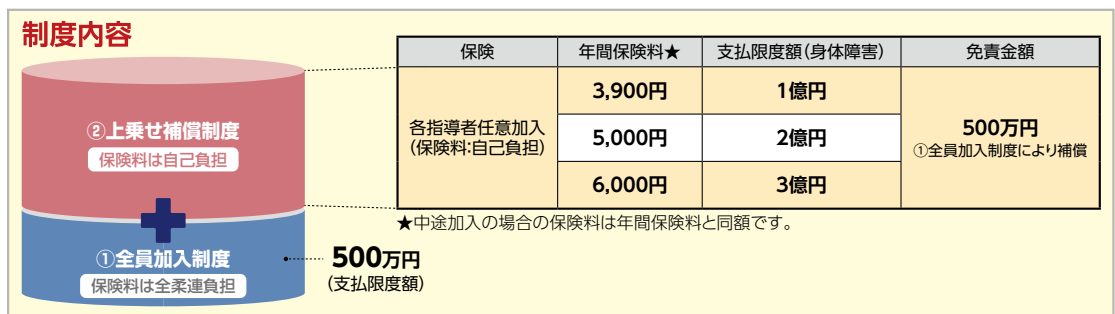 制度内容
②上乗せ補償制度
保険料は自己負担
①全員加入制度
保険料は全柔連負担
500万円
(支払限度額)
保険 年間保険料★ 支払限度額(身体障害) 免責金額
各指導者任意加入
(保険料:自己負担)
3,900円 1億円
5,000円 2億円
6,000円 3億円
500万円
①全員加入制度により補償
★中途加入の場合の保険料は年間保険料と同額です。